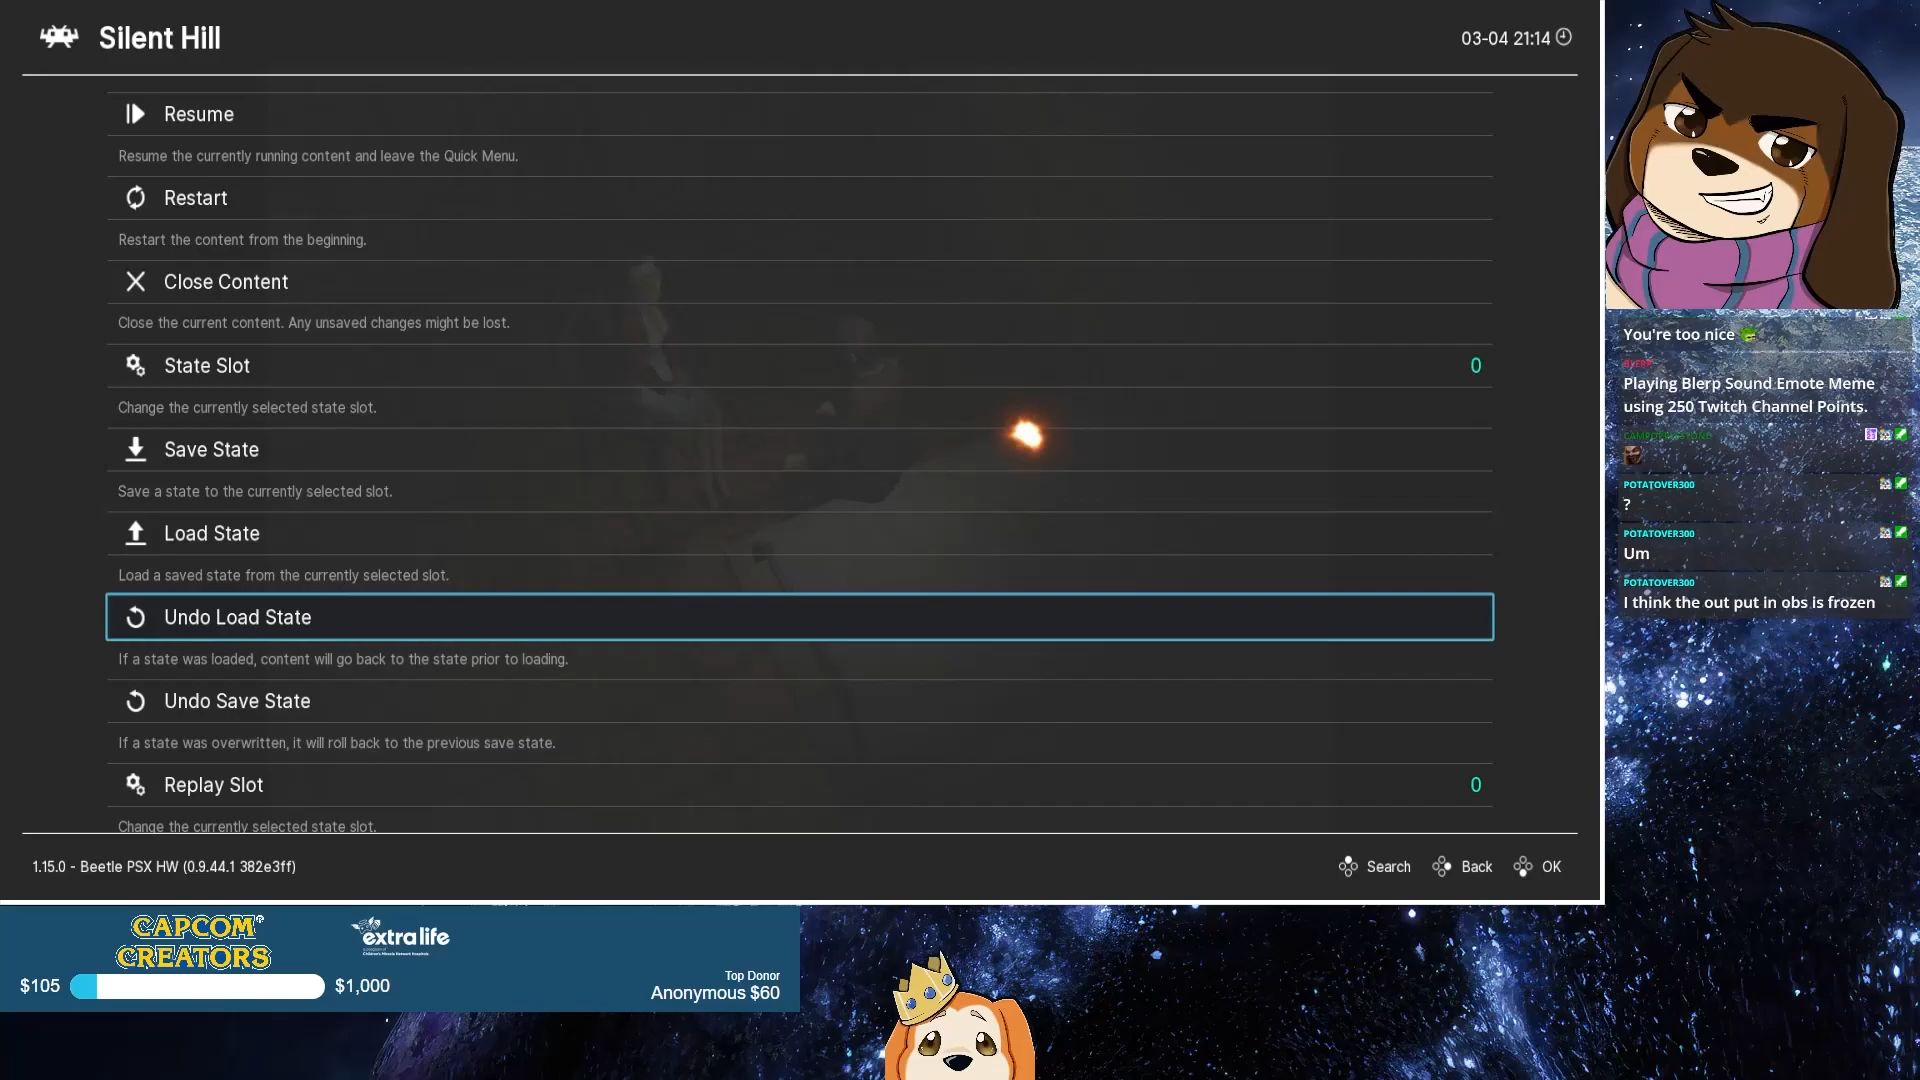 Silent Hill
03-04 21:14
Resume
Resume the currently running content and leave the Quick Menu.
Restart
Restart the content from the beginning.
Close Content
Close the current content. Any unsaved changes might be lost.
State Slot
0
Change the currently selected state slot.
Save State
Save a state to the currently selected slot.
Load State
Load a saved state from the currently selected slot.
Undo Load State
If a state was loaded, content will go back to the state prior to loading.
Undo Save State
If a state was overwritten, it will roll back to the previous save state.
Replay Slot
0
Change the currently selected state slot.
1.15.0 - Beetle PSX HW (0.9.44.1 382e3ff)
Search
Back
OK
You're too nice
BLERP
Playing Blerp Sound Emote Meme
using 250 Twitch Channel Points.
POTATOVER300
?
POTATOVER300
Um
POTATOVER300
I think the out put in obs is frozen
CAPCOM
CREATORS
extra life
$105
$1,000
Top Donor
Anonymous $60